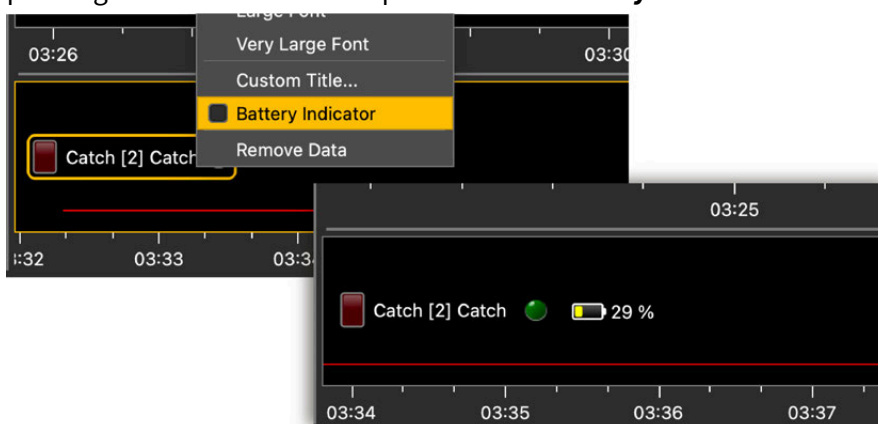 03:26
03:30
Very Large Font
Custom Title...
Battery Indicator
Remove Data
Catch [2] Catch
03:25
03:33
Catch [2] Catch
29 %
03:34
03:35
03:36
03:37